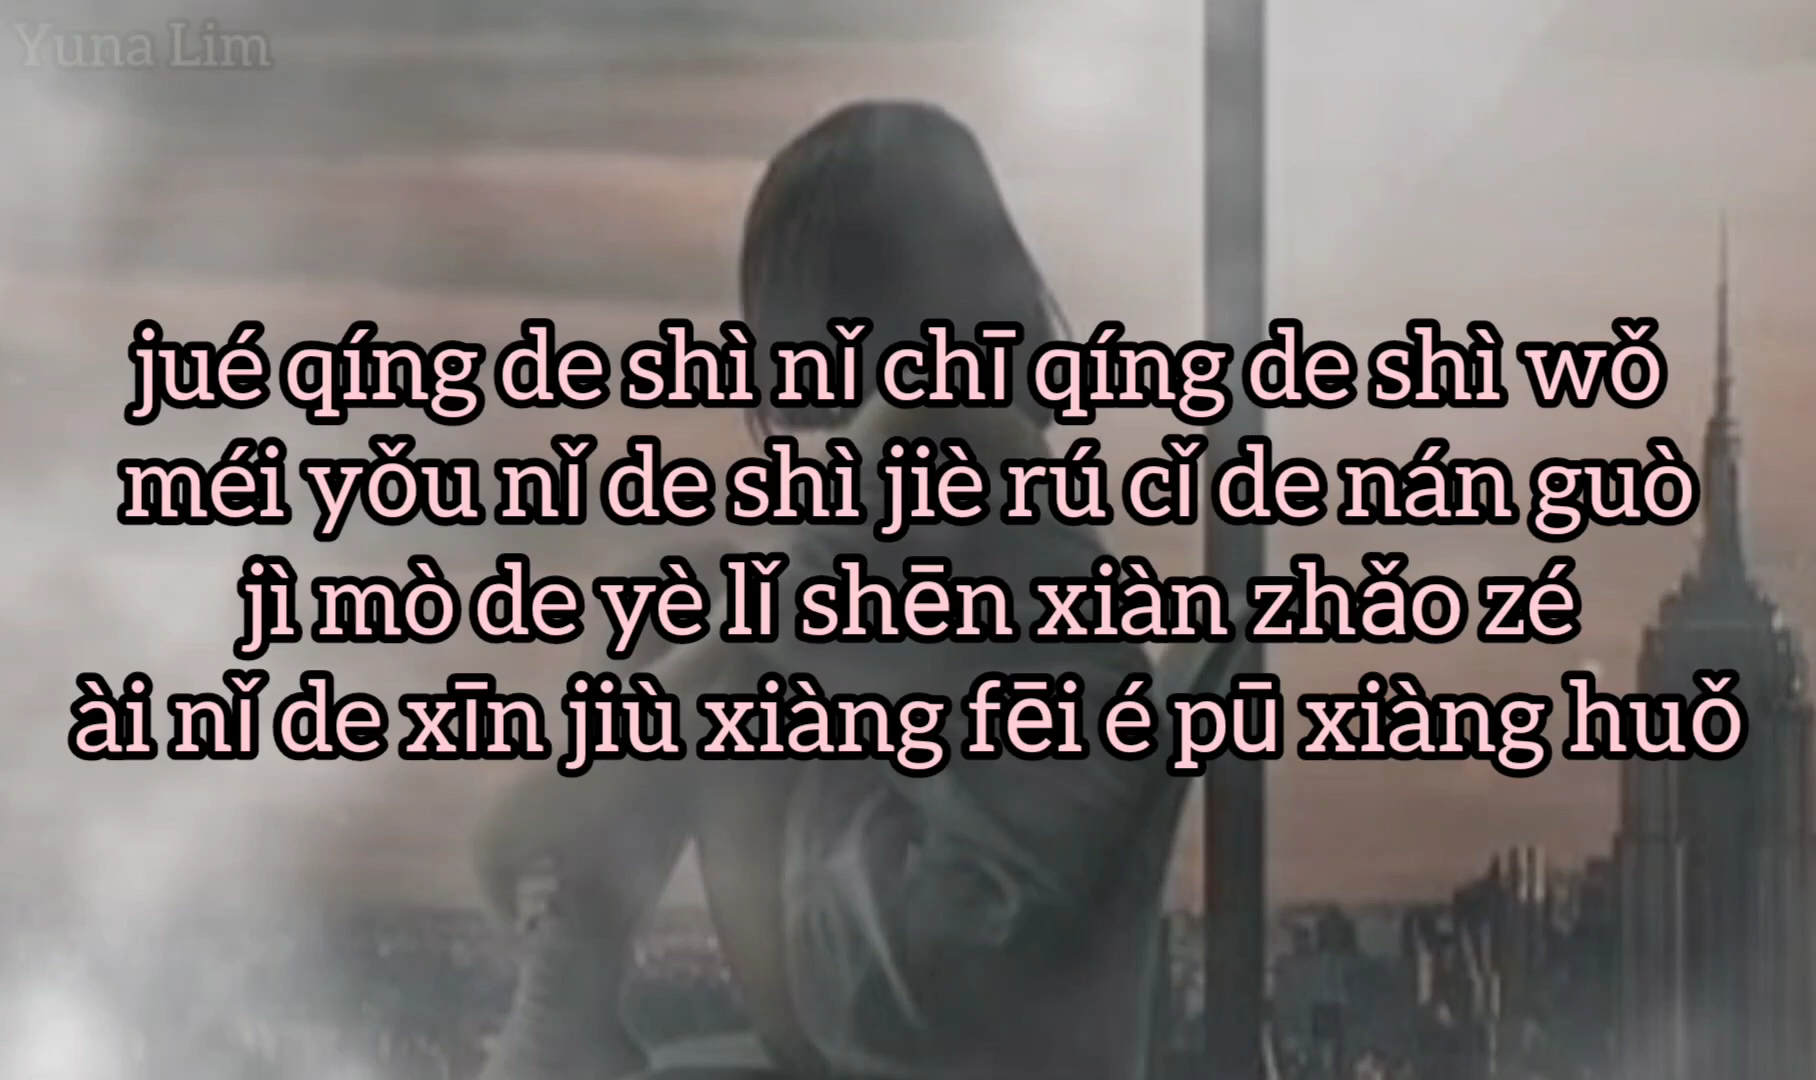 Yuna Lim
jué qíng de shì nǐ chī qíng de shì wǒ
méi yǒu nǐ de shì jiè rú cǐ de nán guò
jì mò de yè lǐ shēn xiàn zhǎo zé
ài nǐ de xīn jiù xiàng fēi é pū xiàng huǒ